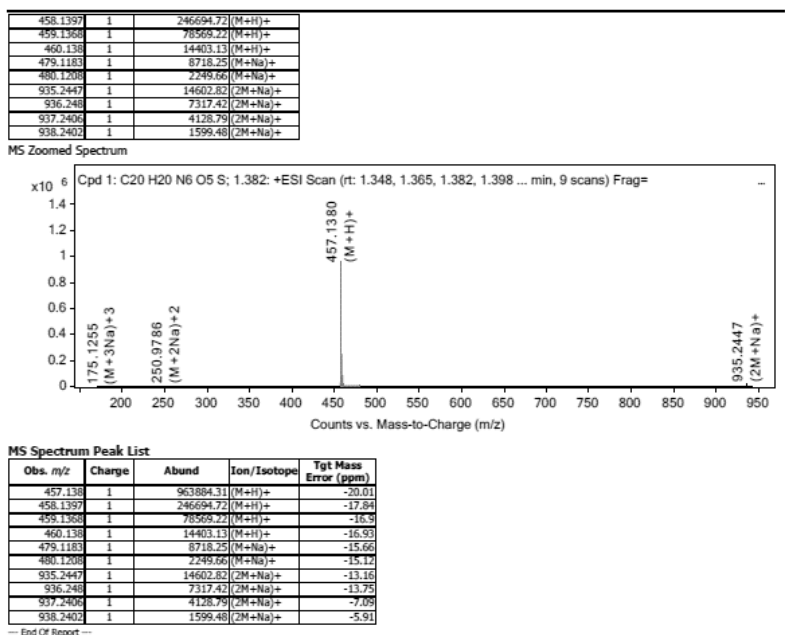 458.1397 1 246694.72 (M+H)+
459.1368 1 78569.22 (M+H)+
460.138 1 14403.13 (M+H)+
479.1183 1 8718.25 (M+Na)+
480.1208 1 2249.66 (M+Na)+
935.2447 1 14602.82 (2M+Na)+
936.248 1 7317.42 (2M+Na)+
937.2406 1 4128.79 (2M+Na)+
938.2402 1 1599.48 (2M+Na)+
MS Zoomed Spectrum
x10 6 Cpd 1: C20 H20 N6 O5 S; 1.382: +ESI Scan (rt: 1.348, 1.365, 1.382, 1.398 ... min, 9 scans) Frag= ...
1.4
1.2
1
0.8
0.6
0.4
0.2
0
175.1255
(M+3Na)+3
250.9786
(M+2Na)+2
457.1380
(M+H)+
935.2447
(2M+Na)+
200 250 300 350 400 450 500 550 600 650 700 750 800 850 900 950
Counts vs. Mass-to-Charge (m/z)
MS Spectrum Peak List
Obs. m/z Charge Abund Ion/Isotope Tgt Mass Error (ppm)
457.138 1 963884.31 (M+H)+ -20.01
458.1397 1 246694.72 (M+H)+ -17.84
459.1368 1 78569.22 (M+H)+ -16.9
460.138 1 14403.13 (M+H)+ -16.93
479.1183 1 8718.25 (M+Na)+ -15.66
480.1208 1 2249.66 (M+Na)+ -15.12
935.2447 1 14602.82 (2M+Na)+ -13.16
936.248 1 7317.42 (2M+Na)+ -13.75
937.2406 1 4128.79 (2M+Na)+ -7.09
938.2402 1 1599.48 (2M+Na)+ -5.91
--- End Of Report ---